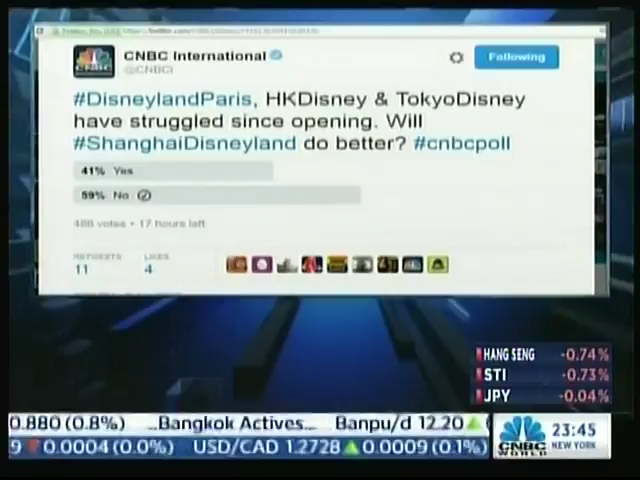 CNBC International
@CNBCi
Following
#DisneylandParis, HKDisney & TokyoDisney
have struggled since opening. Will
#ShanghaiDisneyland do better? #cnbcpoll
41% Yes
59% No
votes • 17 hours left
RETWEETS LIKES
11 4
HANG SENG -0.74%
STI -0.73%
JPY -0.04%
0.880 (0.8%) ...Bangkok Actives... Banpu/d 12.20
9 0.0004 (0.0%) USD/CAD 1.2728 0.0009 (0.1%)
CNBC
WORLD
23:45
NEW YORK